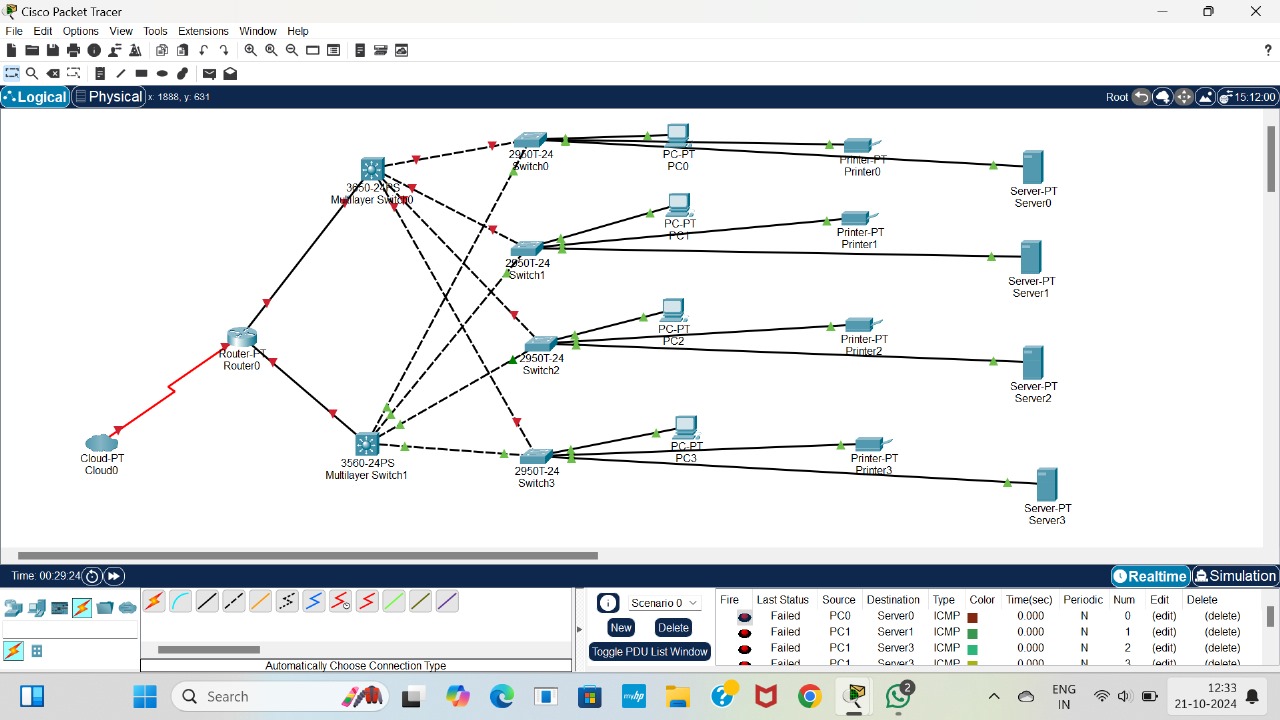 Cisco Packet Tracer
File Edit Options View Tools Extensions Window Help
?
Logical Physical x: 1888, y: 631 Root 15:12:00
2950T-24
Switch0
PC-PT
PC0
Printer-PT
Printer0
Server-PT
Server0
Multilayer Switch0
PC-PT
PC1
Printer-PT
Printer1
2950T-24
Switch1
Server-PT
Server1
PC-PT
PC2
Printer-PT
Printer2
Router-PT
Router0
2950T-24
Switch2
Server-PT
Server2
Cloud-PT
Cloud0
3560-24PS
Multilayer Switch1
2950T-24
Switch3
PC-PT
PC3
Printer-PT
Printer3
Server-PT
Server3
Time: 00:29:24 Realtime Simulation
Scenario 0
New Delete
Toggle PDU List Window
Automatically Choose Connection Type
Fire Last Status Source Destination Type Color Time(sec) Periodic Num Edit Delete
Failed PC0 Server0 ICMP 0.000 N 0 (edit) (delete)
Failed PC1 Server1 ICMP 0.000 N 1 (edit) (delete)
Failed PC1 Server3 ICMP 0.000 N 2 (edit) (delete)
Failed PC1 Server3 ICMP 0.000 N 3 (edit) (delete)
Search
myhp
2
ENG
IN
12:33
21-10-2024